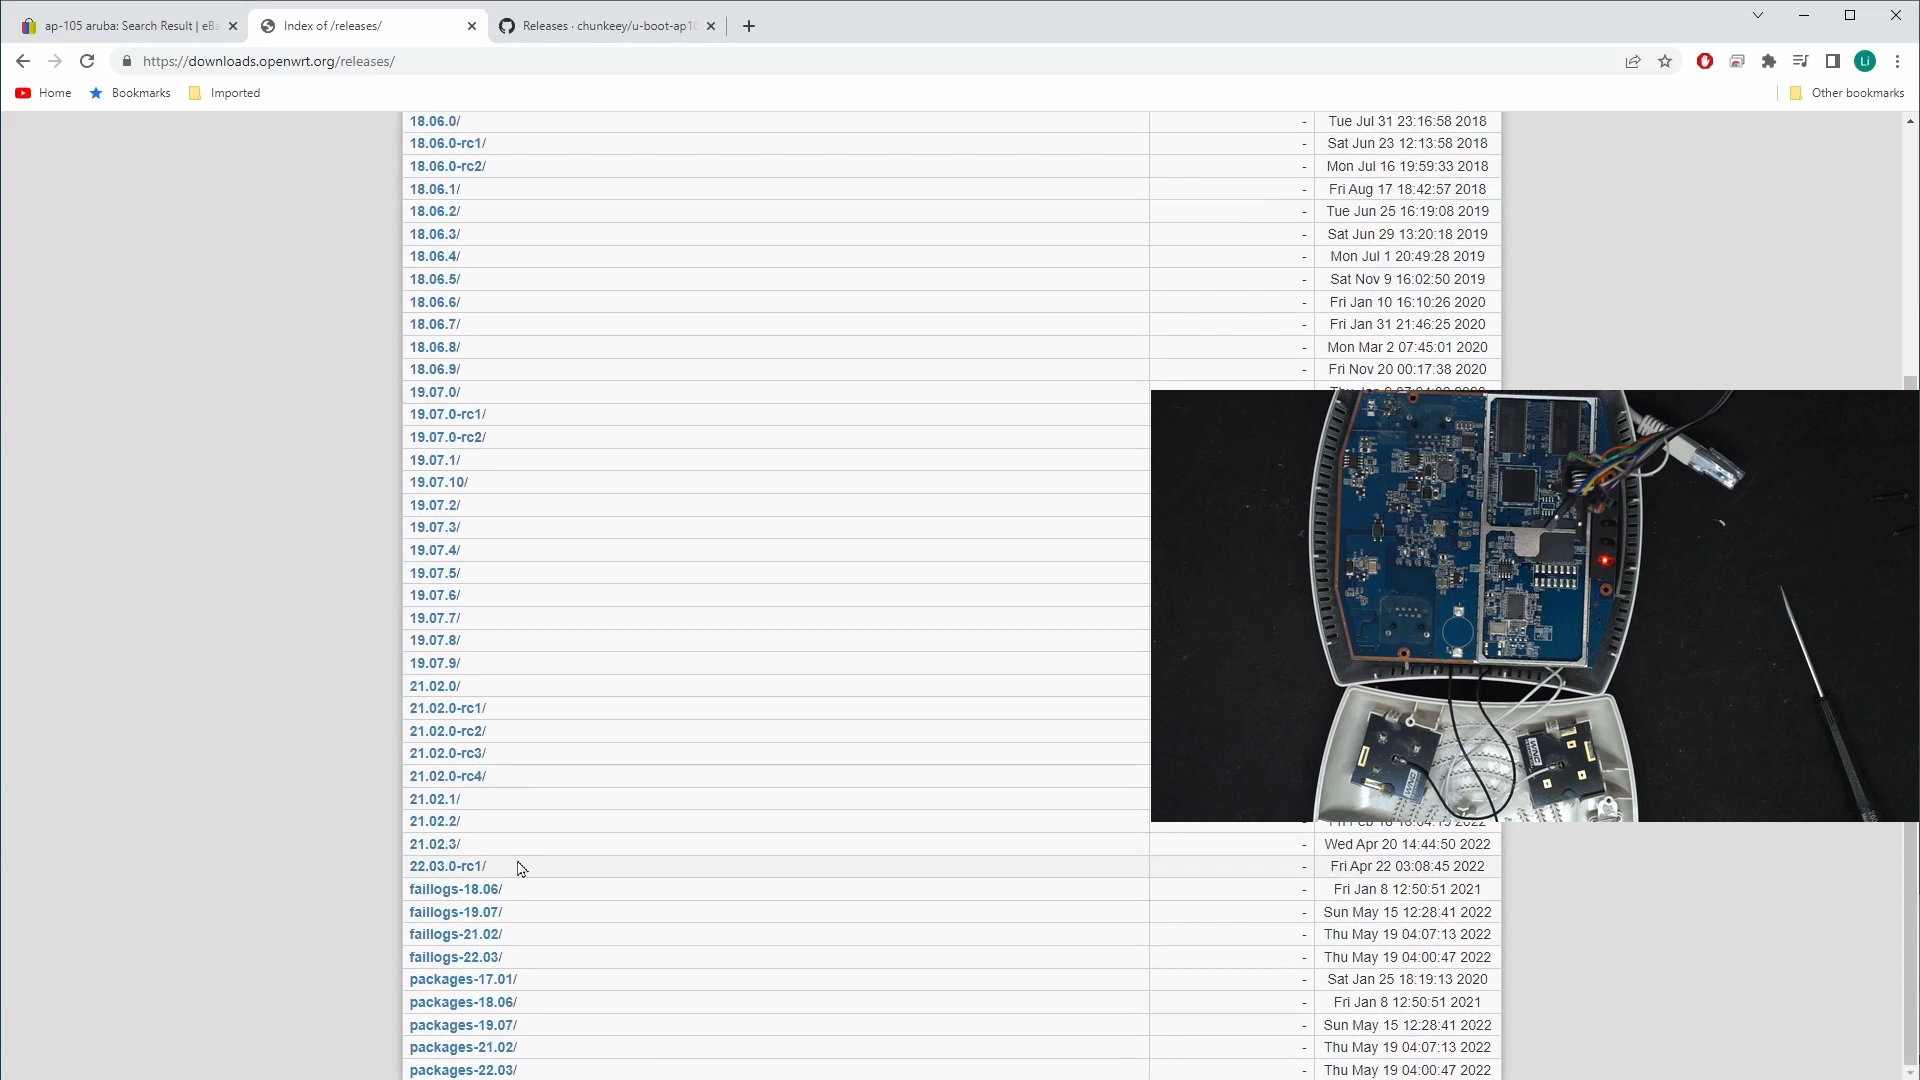 ap-105 aruba: Search Result | eB
Index of /releases/
Releases · chunkeey/u-boot-ap10
https://downloads.openwrt.org/releases/
Li
Home
Bookmarks
Imported
Other bookmarks
18.06.0/ - Tue Jul 31 23:16:58 2018
18.06.0-rc1/ - Sat Jun 23 12:13:58 2018
18.06.0-rc2/ - Mon Jul 16 19:59:33 2018
18.06.1/ - Fri Aug 17 18:42:57 2018
18.06.2/ - Tue Jun 25 16:19:08 2019
18.06.3/ - Sat Jun 29 13:20:18 2019
18.06.4/ - Mon Jul 1 20:49:28 2019
18.06.5/ - Sat Nov 9 16:02:50 2019
18.06.6/ - Fri Jan 10 16:10:26 2020
18.06.7/ - Fri Jan 31 21:46:25 2020
18.06.8/ - Mon Mar 2 07:45:01 2020
18.06.9/ - Fri Nov 20 00:17:38 2020
19.07.0/
19.07.0-rc1/
19.07.0-rc2/
19.07.1/
19.07.10/
19.07.2/
19.07.3/
19.07.4/
19.07.5/
19.07.6/
19.07.7/
19.07.8/
19.07.9/
21.02.0/
21.02.0-rc1/
21.02.0-rc2/
21.02.0-rc3/
21.02.0-rc4/
21.02.1/
21.02.2/
21.02.3/ - Wed Apr 20 14:44:50 2022
22.03.0-rc1/ - Fri Apr 22 03:08:45 2022
faillogs-18.06/ - Fri Jan 8 12:50:51 2021
faillogs-19.07/ - Sun May 15 12:28:41 2022
faillogs-21.02/ - Thu May 19 04:07:13 2022
faillogs-22.03/ - Thu May 19 04:00:47 2022
packages-17.01/ - Sat Jan 25 18:19:13 2020
packages-18.06/ - Fri Jan 8 12:50:51 2021
packages-19.07/ - Sun May 15 12:28:41 2022
packages-21.02/ - Thu May 19 04:07:13 2022
packages-22.03/ - Thu May 19 04:00:47 2022
WNC
WNC